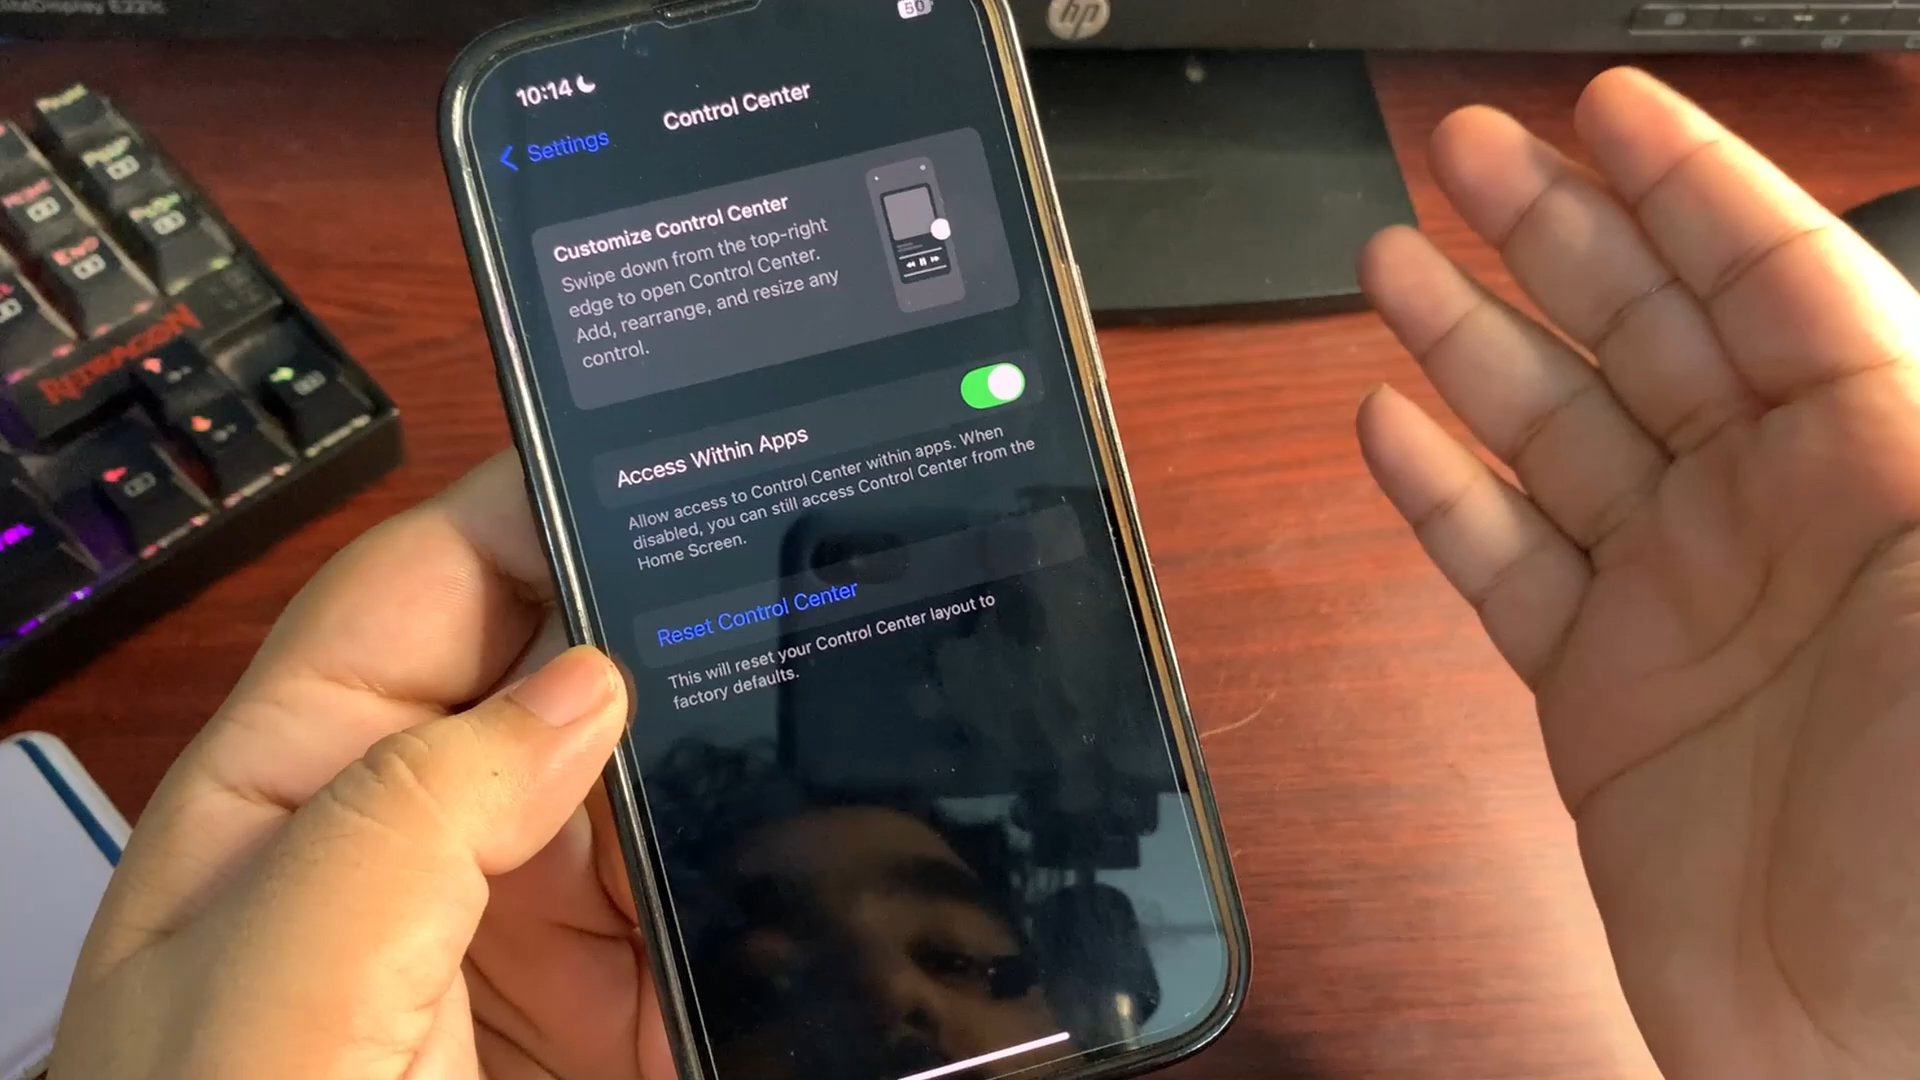 hp
50
10:14
Control Center
Settings
Customize Control Center
Swipe down from the top-right
edge to open Control Center.
Add, rearrange, and resize any
control.
Access Within Apps
Allow access to Control Center within apps. When
disabled, you can still access Control Center from the
Home Screen.
Reset Control Center
This will reset your Control Center layout to
factory defaults.
END
REDRAGON